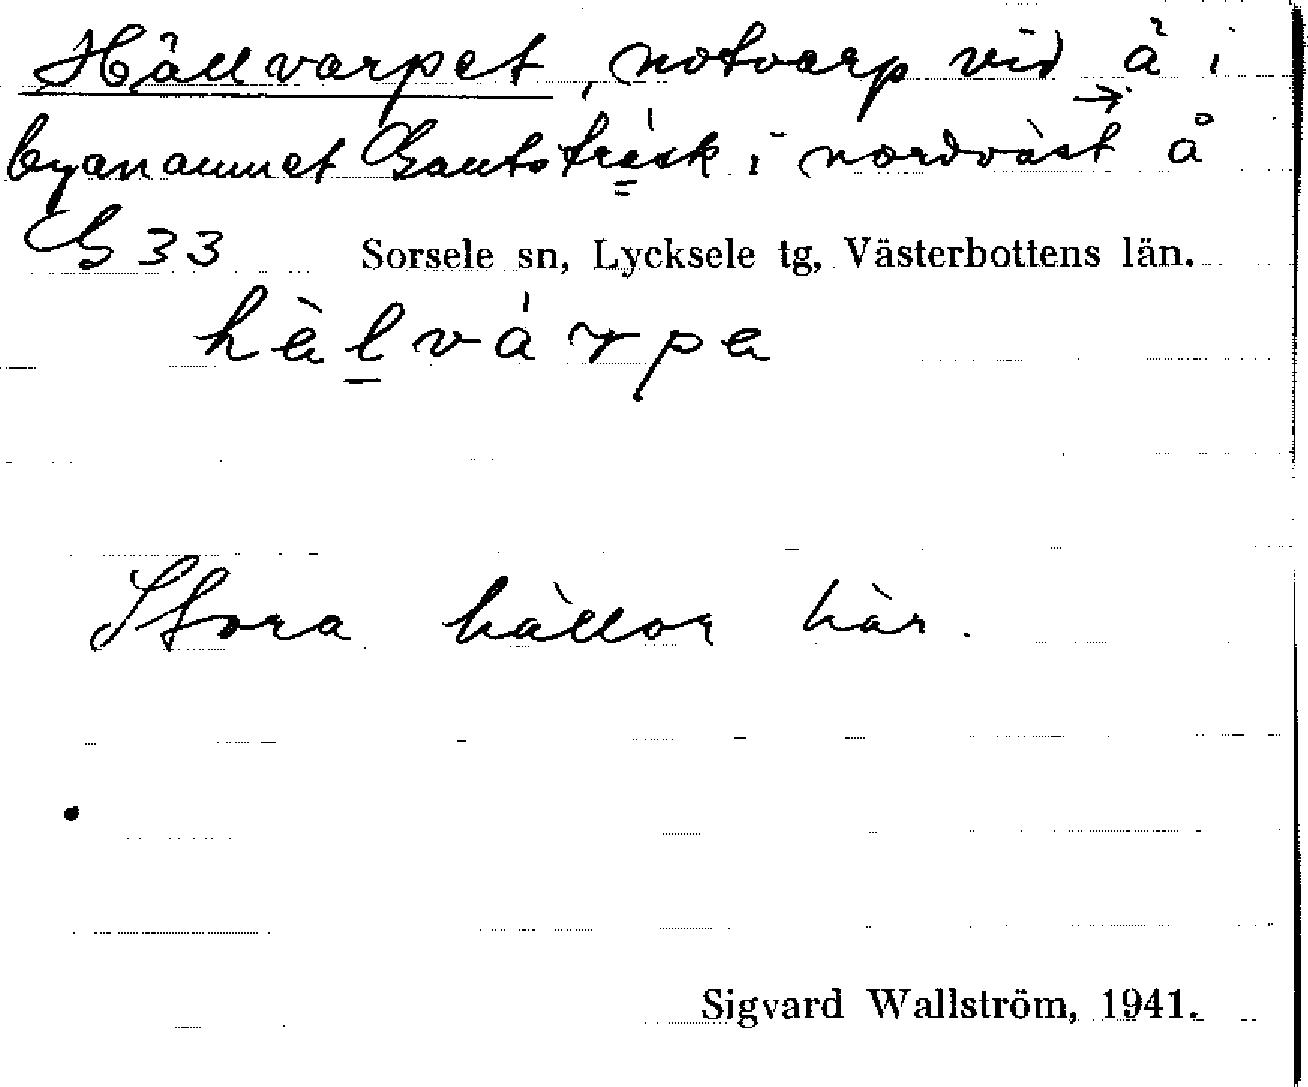 Hällvarpet, notvarp vid ä i
byanamnet Gautsträsk i nordväst å
G 33 Sorsele sn, Lycksele tg, Västerbottens län.
hàlvárpa
Stora hällor här.
Sigvard Wallström, 1941.